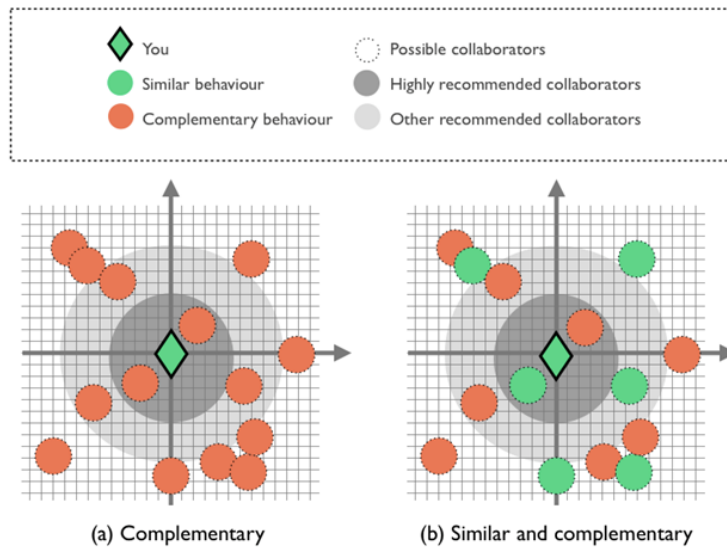 You
Possible collaborators
Similar behaviour
Highly recommended collaborators
Complementary behaviour
Other recommended collaborators
(a) Complementary
(b) Similar and complementary